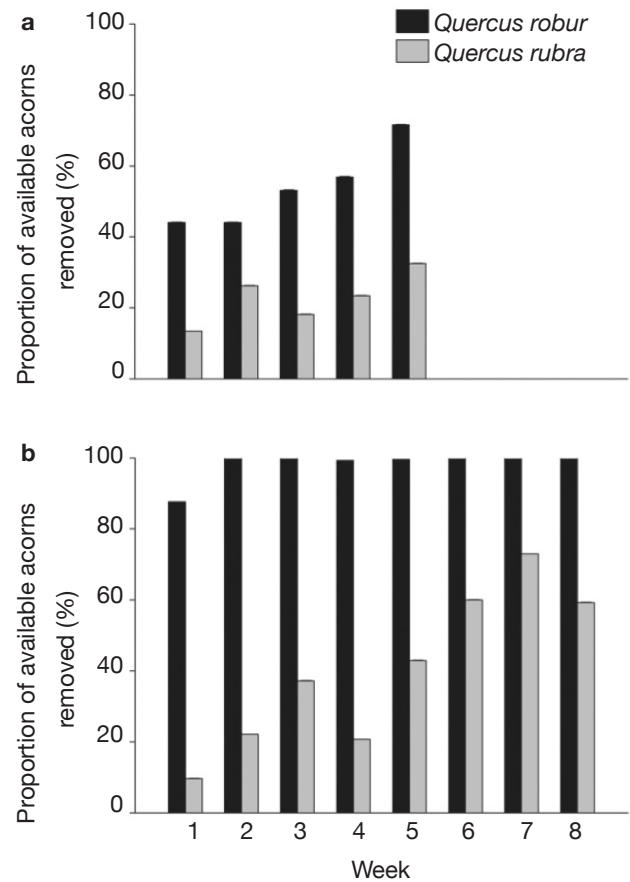 a
Quercus robur
Quercus rubra
Proportion of available acorns
removed (%)
100
80
60
40
20
0
b
Proportion of available acorns
removed (%)
100
80
60
40
20
0
1 2 3 4 5 6 7 8
Week